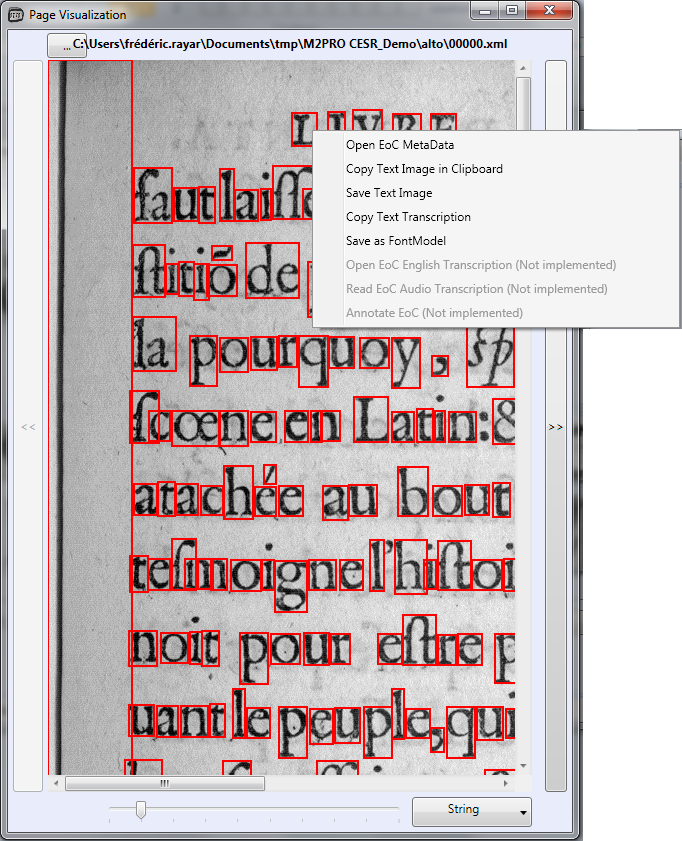 Page Visualization
... C:\Users\frédéric.rayar\Documents\tmp\M2PRO CESR_Demo\alto\00000.xml
LIVRE
Open EoC MetaData
Copy Text Image in Clipboard
Save Text Image
Copy Text Transcription
Save as FontModel
Open EoC English Transcription (Not implemented)
Read EoC Audio Transcription (Not implemented)
Annotate EoC (Not implemented)
faut laiſſ
ſtitiõ de
la pourquoy, ſp
ſcœne en Latin: &
atachée au bout
teſmoigne l'hiſtoi
noit pour eſtre p
uant le peuple, qui
<<
>>
String